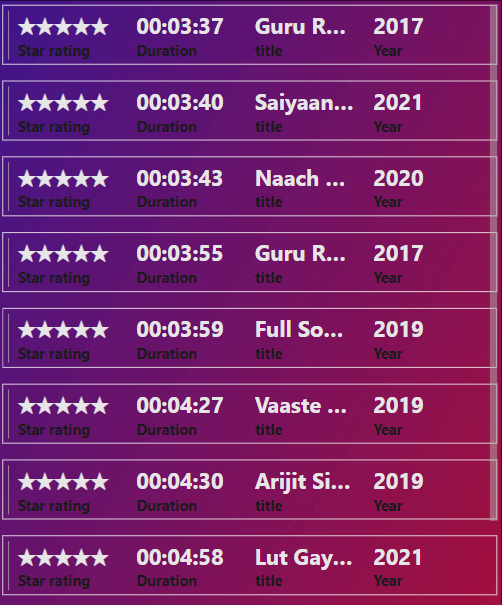 ★★★★★ 00:03:37 Guru R... 2017
Star rating Duration title Year
★★★★★ 00:03:40 Saiyaan... 2021
Star rating Duration title Year
★★★★★ 00:03:43 Naach ... 2020
Star rating Duration title Year
★★★★★ 00:03:55 Guru R... 2017
Star rating Duration title Year
★★★★★ 00:03:59 Full So... 2019
Star rating Duration title Year
★★★★★ 00:04:27 Vaaste ... 2019
Star rating Duration title Year
★★★★★ 00:04:30 Arijit Si... 2019
Star rating Duration title Year
★★★★★ 00:04:58 Lut Gay... 2021
Star rating Duration title Year